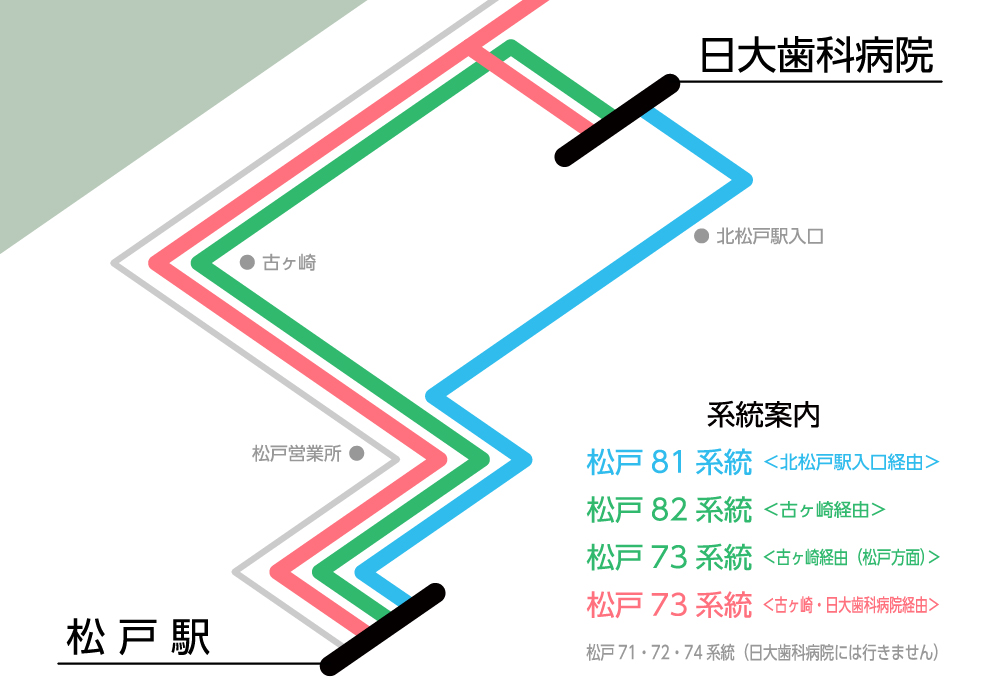 日大歯科病院
北松戸駅入口
古ヶ崎
松戸営業所
系統案内
松戸 81 系統 ＜北松戸駅入口経由＞
松戸 82 系統 ＜古ヶ崎経由＞
松戸 73 系統 ＜古ヶ崎経由（松戸方面）＞
松戸 73 系統 ＜古ヶ崎・日大歯科病院経由＞
松戸 71・72・74 系統（日大歯科病院には行きません）
松戸駅